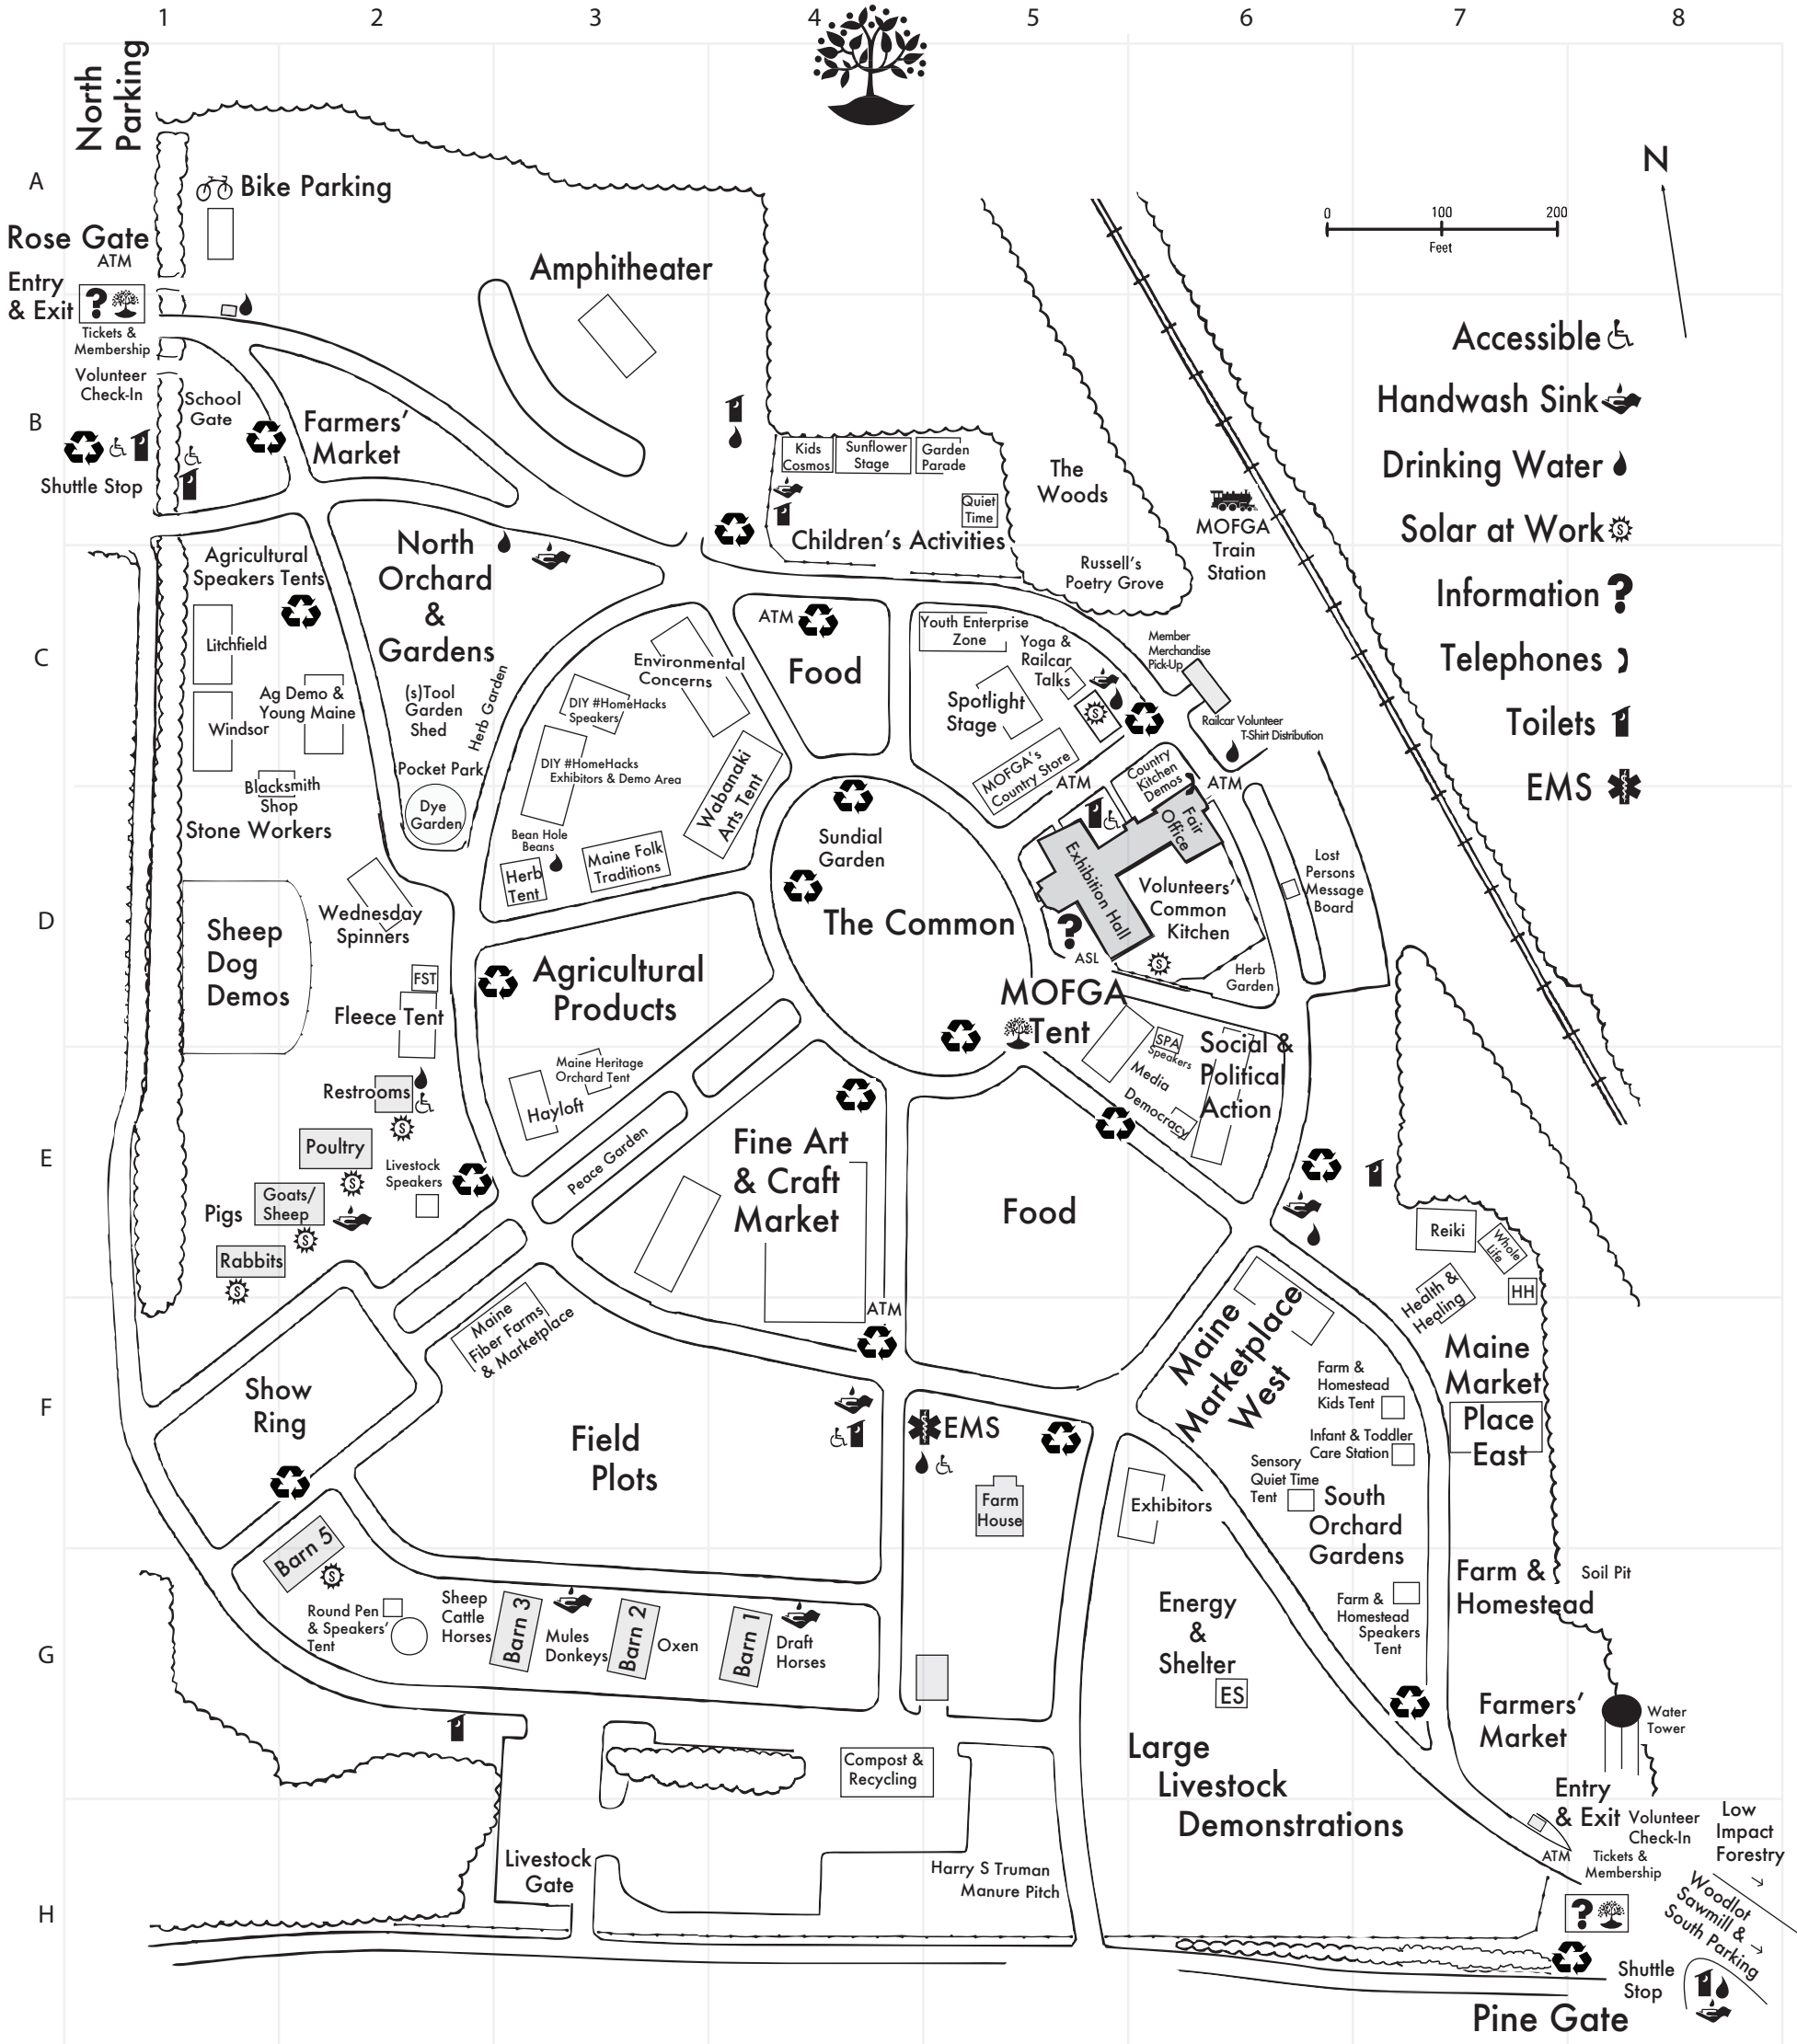 1 2 3 4 5 6 7 8
North
Parking
A
Bike Parking
N
Rose Gate
ATM
0 100 200
Feet
Entry
& Exit
?
Tickets &
Membership
Amphitheater
Volunteer
Check-In
School
Gate
B
Shuttle Stop
Farmers'
Market
Kids
Cosmos
Sunflower
Stage
Garden
Parade
Quiet
Time
Children's Activities
The
Woods
MOFGA
Train
Station
Russell's
Poetry Grove
Accessible
Handwash Sink
Drinking Water
Solar at Work
S
Information ?
Telephones
Toilets
EMS
Agricultural
Speakers Tents
North
Orchard
&
Gardens
C
Litchfield
Ag Demo &
Young Maine
Windsor
Blacksmith
Shop
Stone Workers
(s)Tool
Garden
Shed
Herb Garden
Pocket Park
Dye
Garden
Environmental
Concerns
DIY #HomeHacks
Speakers
DIY #HomeHacks
Exhibitors & Demo Area
Wabanaki
Arts Tent
Bean Hole
Beans
Herb
Tent
Maine Folk
Traditions
ATM
Food
Youth Enterprise
Zone
Yoga &
Railcar
Talks
Spotlight
Stage
S
MOFGA's
Country Store
Member
Merchandise
Pick-Up
Railcar Volunteer
T-Shirt Distribution
ATM
Country
Kitchen
Demos
ATM
Fair
Office
Exhibition Hall
Sundial
Garden
The Common
D
Sheep
Dog
Demos
Wednesday
Spinners
FST
Fleece Tent
Agricultural
Products
?
ASL
Volunteers'
Common
Kitchen
S
Herb
Garden
Lost
Persons
Message
Board
MOFGA
Tent
SPA
Speakers
Media
Democracy
Social &
Political
Action
Maine Heritage
Orchard Tent
Hayloft
Restrooms
S
E
Poultry
S
Livestock
Speakers
Pigs
Goats/
Sheep
S
Rabbits
S
Peace Garden
Fine Art
& Craft
Market
Food
ATM
Reiki
Whole
Life
HH
Health &
Healing
Maine
Fiber Farms
& Marketplace
Maine
Marketplace
West
Maine
Market
Place
East
F
Show
Ring
Field
Plots
EMS
Farm
House
Exhibitors
Farm &
Homestead
Kids Tent
Infant & Toddler
Care Station
Sensory
Quiet Time
Tent
South
Orchard
Gardens
Barn 5
S
Round Pen
& Speakers'
Tent
Sheep
Cattle
Horses
Barn 3
Mules
Donkeys
Barn 2
Oxen
Barn 1
Draft
Horses
G
Energy
&
Shelter
ES
Farm &
Homestead
Speakers
Tent
Farm &
Homestead
Soil Pit
Farmers'
Market
Water
Tower
Compost &
Recycling
Large
Livestock
Demonstrations
Entry
& Exit
Volunteer
Check-In
Low
Impact
Forestry
ATM
Tickets &
Membership
Livestock
Gate
Harry S Truman
Manure Pitch
H
?
Woodlot
Sawmill &
South Parking
Shuttle
Stop
Pine Gate